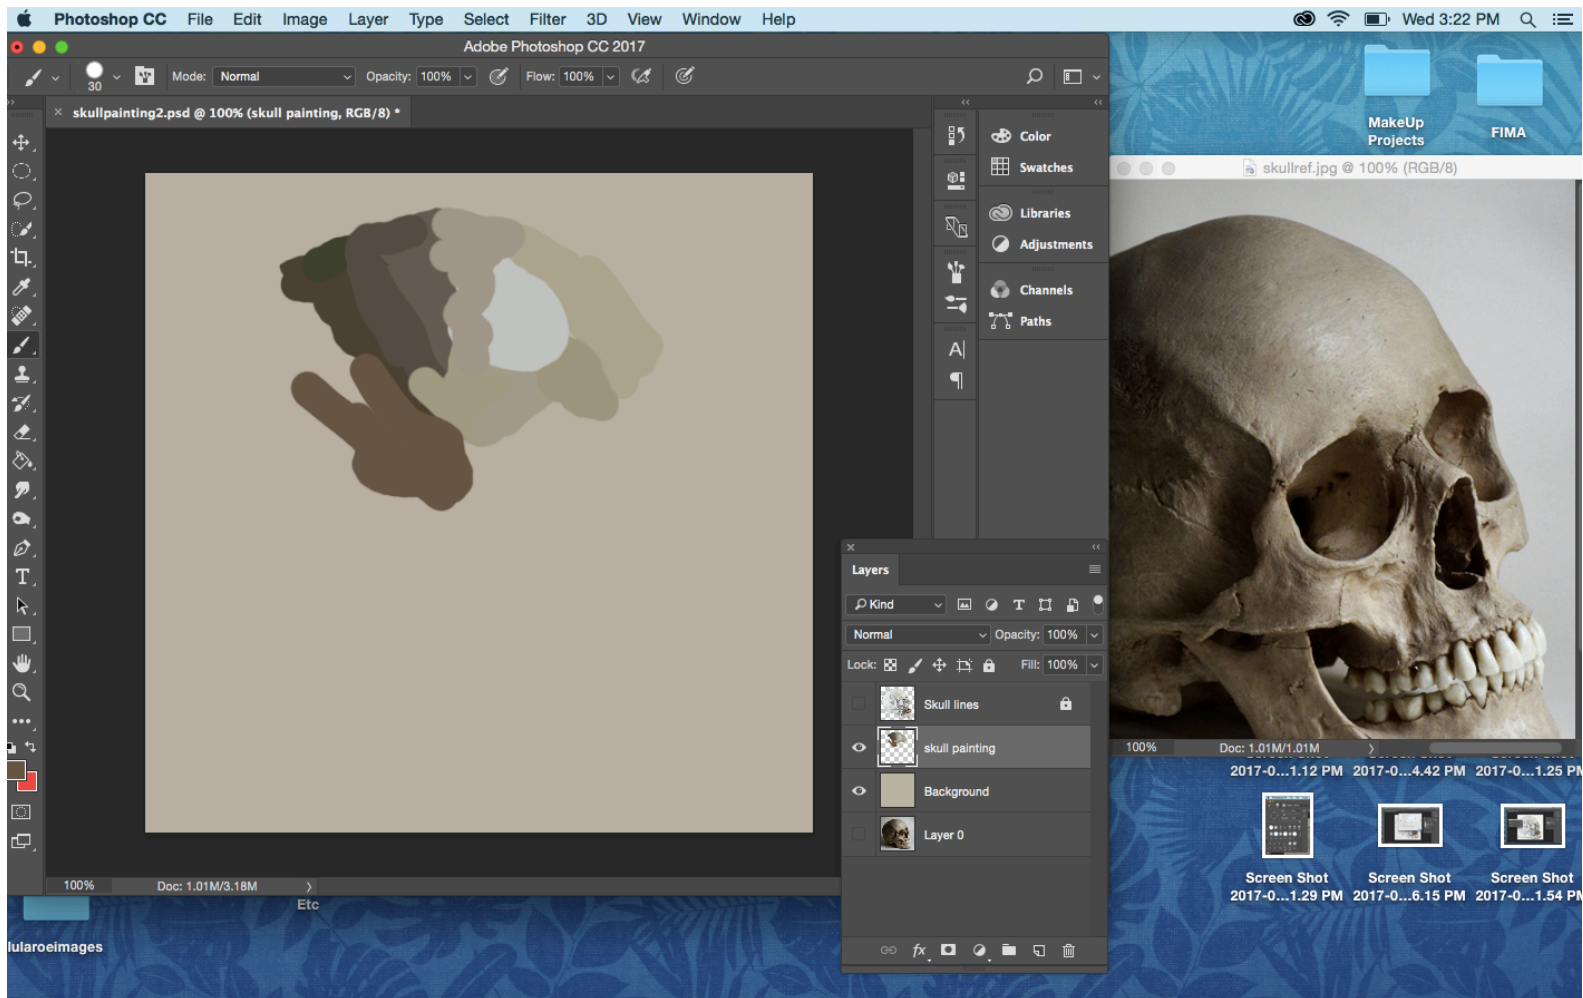 Photoshop CC File Edit Image Layer Type Select Filter 3D View Window Help Wed 3:22 PM
Adobe Photoshop CC 2017
30 Mode: Normal Opacity: 100% Flow: 100%
skullpainting2.psd @ 100% (skull painting, RGB/8) *
Color
Swatches
Libraries
Adjustments
Channels
Paths
MakeUp
Projects
FIMA
skullref.jpg @ 100% (RGB/8)
Layers
Kind
Normal Opacity: 100%
Lock: Fill: 100%
Skull lines
skull painting
Background
Layer 0
100% Doc: 1.01M/1.01M
100% Doc: 1.01M/3.18M
Etc
lularoeimages
Screen Shot Screen Shot Screen Shot
2017-0...1.12 PM 2017-0...4.42 PM 2017-0...1.25 PM
Screen Shot Screen Shot Screen Shot
2017-0...1.29 PM 2017-0...6.15 PM 2017-0...1.54 PM